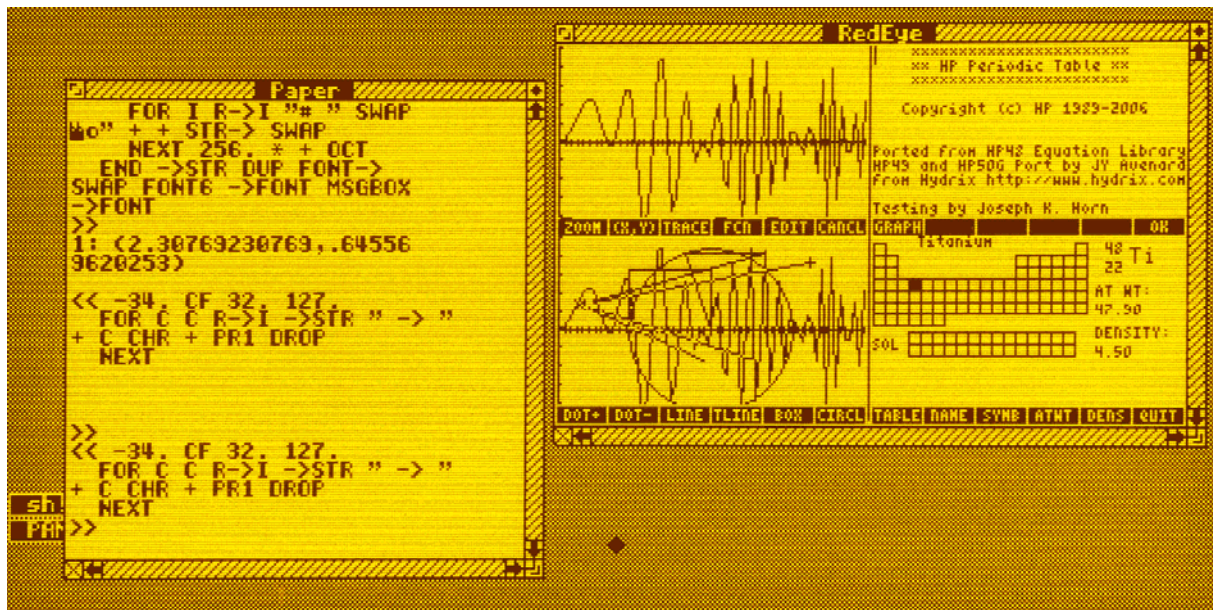 Paper
FOR I R->I "# " SWAP
o" + + STR-> SWAP
NEXT 256. * + OCT
END ->STR DUP FONT->
SWAP FONT6 ->FONT MSGBOX
->FONT
>>
1: (2.30769230769,.64556
9620253)
<< -34. CF 32. 127.
FOR C C R->I ->STR " -> "
+ C CHR + PR1 DROP
NEXT
>>
<< -34. CF 32. 127.
FOR C C R->I ->STR " -> "
+ C CHR + PR1 DROP
NEXT
>>
sh
PAN
RedEye
ZOOM (X,Y) TRACE FCN EDIT CANCL
DOT+ DOT- LINE TLINE BOX CIRCL
xxxxxxxxxxxxxxxxxxxxxxx
xx HP Periodic Table xx
xxxxxxxxxxxxxxxxxxxxxxx
Copyright (c) HP 1989-2006
Ported from HP48 Equation Library
HP49 and HP50G Port by JY Avenard
from Hydrix http://www.hydrix.com
Testing by Joseph K. Horn
GRAPH OK
Titanium
48 Ti
22
AT WT:
47.90
DENSITY:
4.50
SOL
TABLE NAME SYMB ATWT DENS QUIT